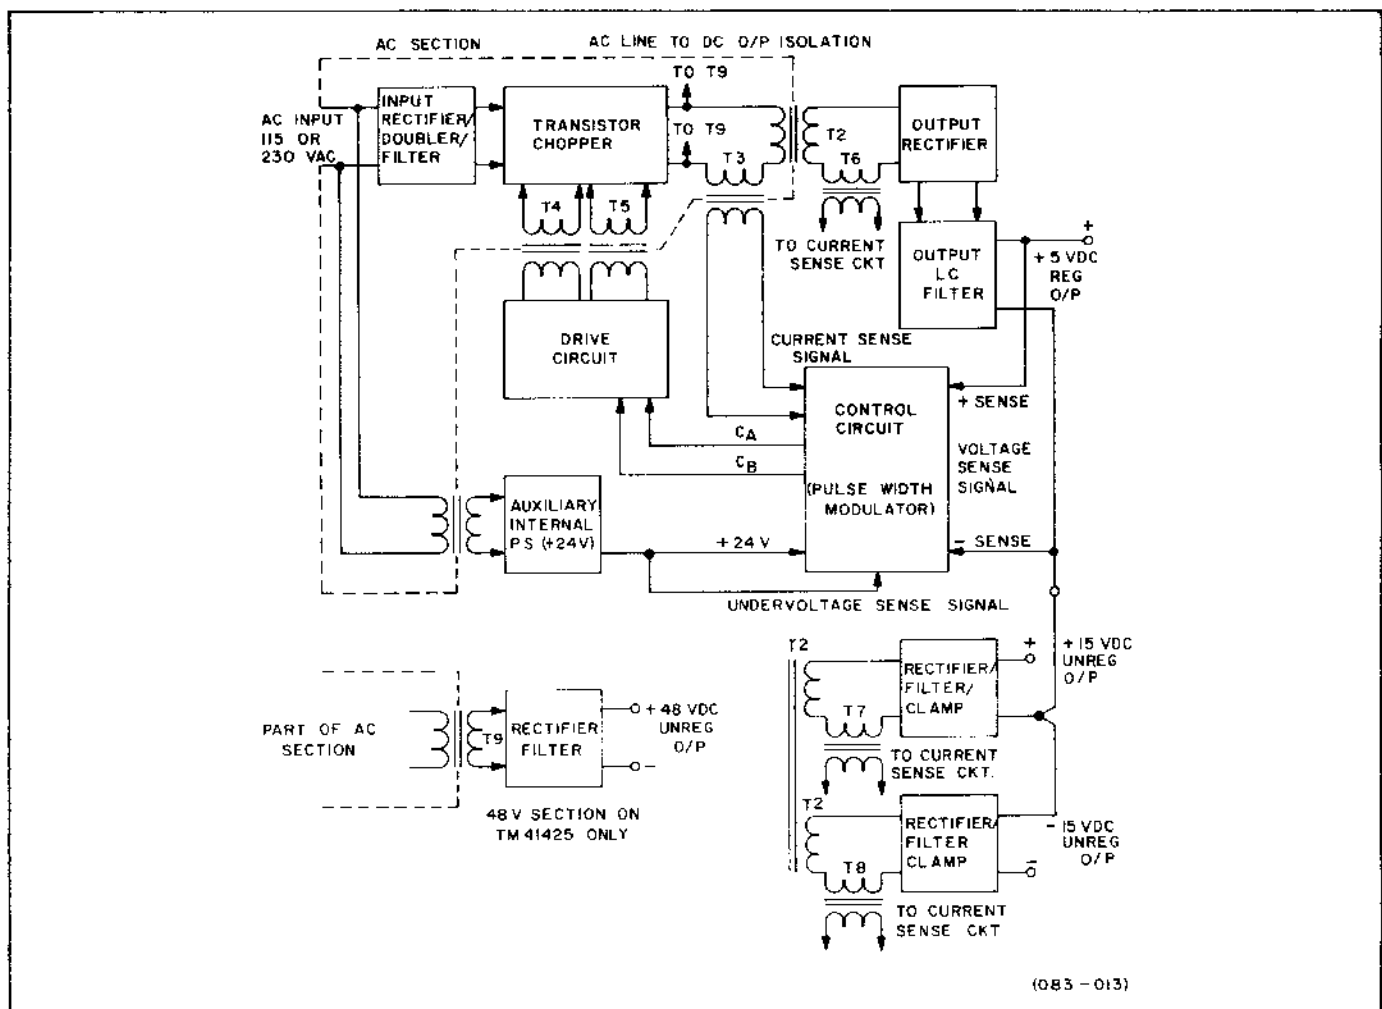 AC SECTION
AC LINE TO DC O/P ISOLATION
TO T9
AC INPUT
115 OR
230 VAC
INPUT
RECTIFIER/
DOUBLER/
FILTER
TRANSISTOR
CHOPPER
TO T9
T3
T2
T6
OUTPUT
RECTIFIER
T4
T5
TO CURRENT
SENSE CKT
OUTPUT
LC
FILTER
+
+5 VDC
REG
O/P
DRIVE
CIRCUIT
CURRENT SENSE
SIGNAL
CONTROL
CIRCUIT
(PULSE WIDTH
MODULATOR)
+ SENSE
VOLTAGE
SENSE
SIGNAL
- SENSE
CA
CB
AUXILIARY
INTERNAL
PS (+24V)
+24V
UNDERVOLTAGE SENSE SIGNAL
PART OF AC
SECTION
T9
RECTIFIER
FILTER
+48 VDC
UNREG
O/P
-
48V SECTION ON
TM41425 ONLY
T2
T7
RECTIFIER/
FILTER/
CLAMP
+
+15 VDC
UNREG
O/P
TO CURRENT
SENSE CKT.
T2
T8
RECTIFIER/
FILTER
CLAMP
-15 VDC
UNREG
O/P
-
TO CURRENT
SENSE CKT
(083-013)